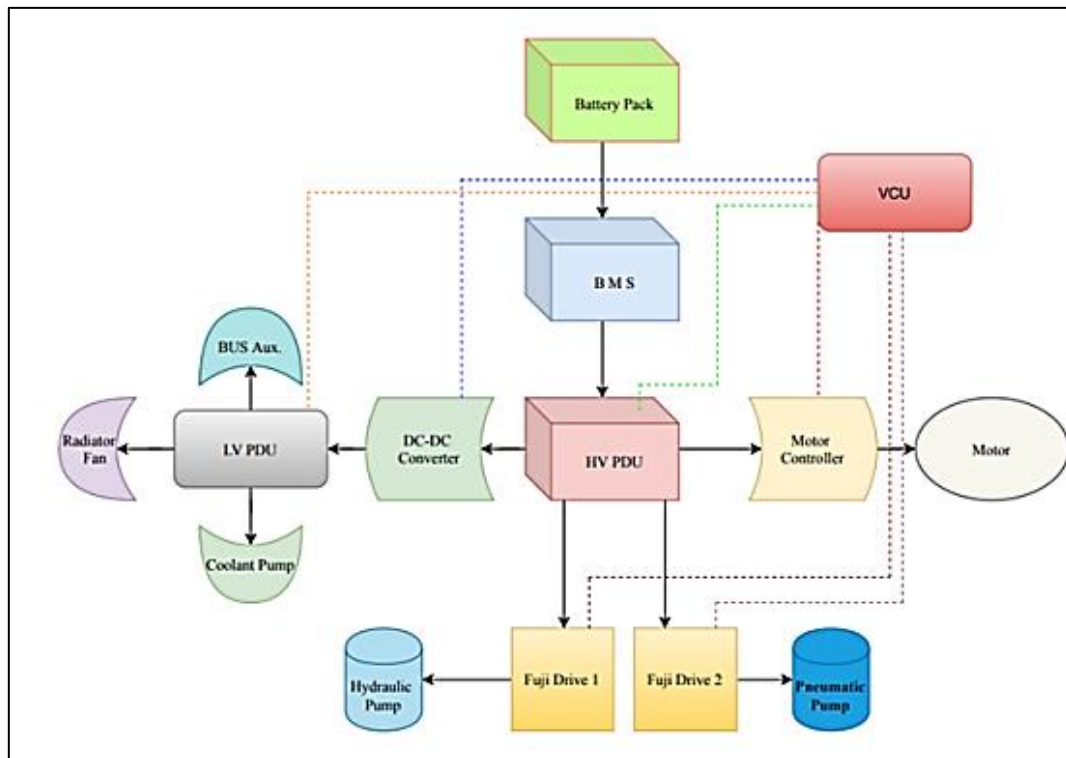 Battery Pack
VCU
B M S
BUS Aux.
Radiator
Fan
LV PDU
DC-DC
Converter
HV PDU
Motor
Controller
Motor
Coolant Pump
Hydraulic
Pump
Fuji Drive 1
Fuji Drive 2
Pneumatic
Pump